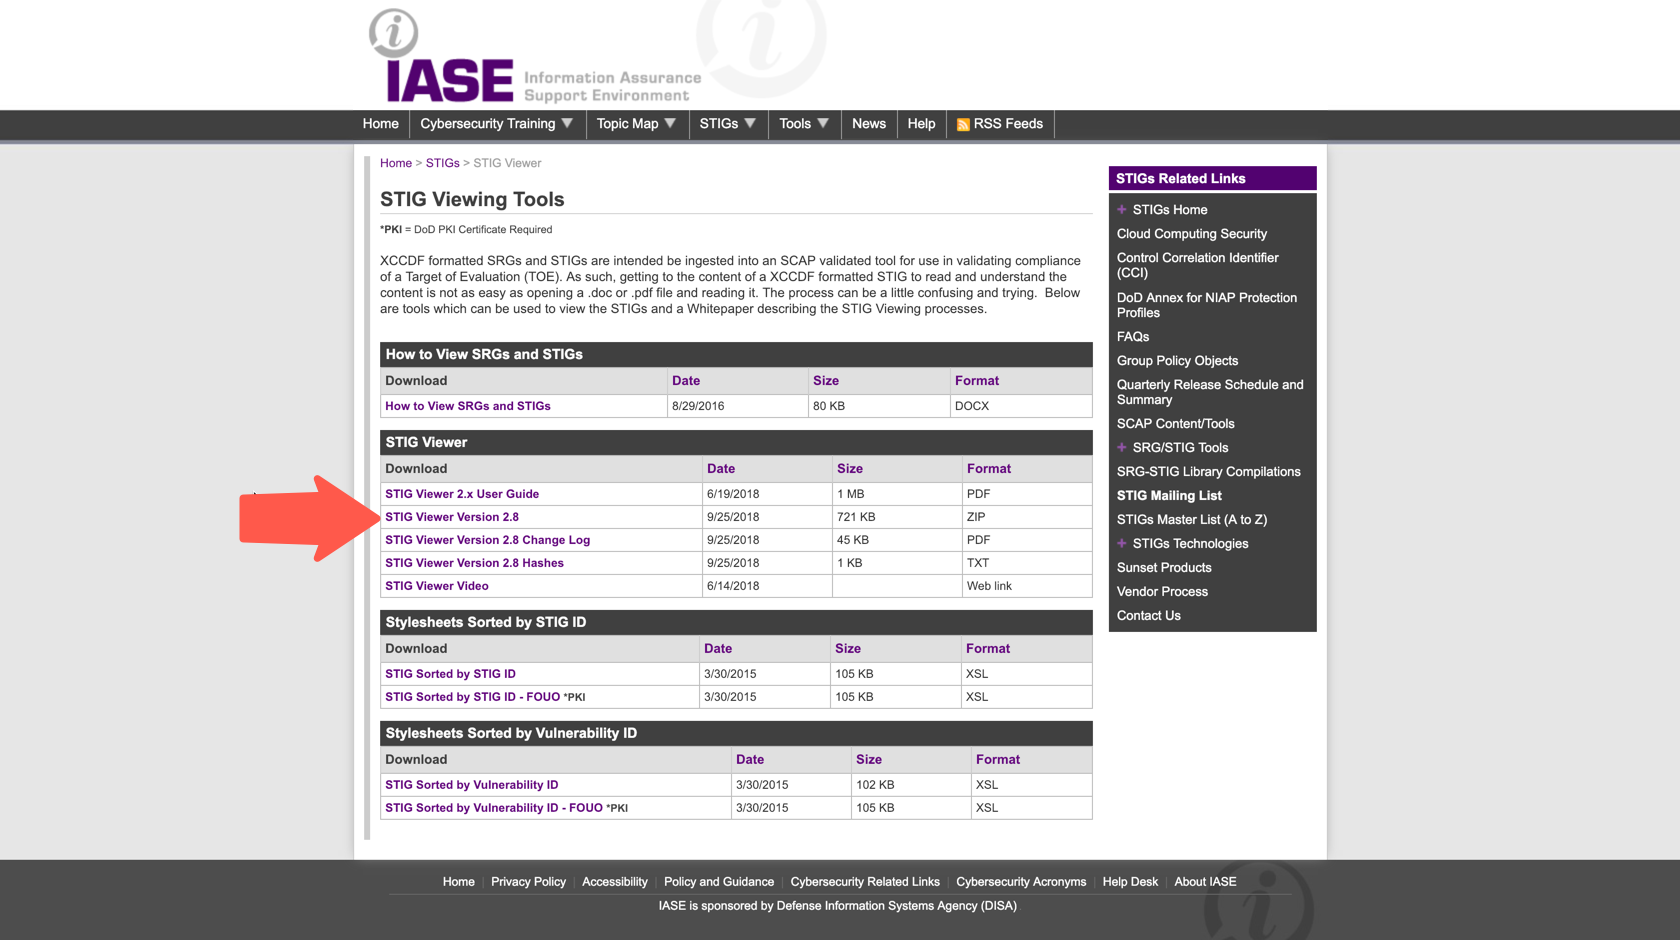 IASE Information Assurance
Support Environment
Home Cybersecurity Training Topic Map STIGs Tools News Help RSS Feeds
Home > STIGs > STIG Viewer
STIG Viewing Tools
*PKI = DoD PKI Certificate Required
XCCDF formatted SRGs and STIGs are intended be ingested into an SCAP validated tool for use in validating compliance
of a Target of Evaluation (TOE). As such, getting to the content of a XCCDF formatted STIG to read and understand the
content is not as easy as opening a .doc or .pdf file and reading it. The process can be a little confusing and trying. Below
are tools which can be used to view the STIGs and a Whitepaper describing the STIG Viewing processes.
How to View SRGs and STIGs
Download Date Size Format
How to View SRGs and STIGs 8/29/2016 80 KB DOCX
STIG Viewer
Download Date Size Format
STIG Viewer 2.x User Guide 6/19/2018 1 MB PDF
STIG Viewer Version 2.8 9/25/2018 721 KB ZIP
STIG Viewer Version 2.8 Change Log 9/25/2018 45 KB PDF
STIG Viewer Version 2.8 Hashes 9/25/2018 1 KB TXT
STIG Viewer Video 6/14/2018 Web link
Stylesheets Sorted by STIG ID
Download Date Size Format
STIG Sorted by STIG ID 3/30/2015 105 KB XSL
STIG Sorted by STIG ID - FOUO *PKI 3/30/2015 105 KB XSL
Stylesheets Sorted by Vulnerability ID
Download Date Size Format
STIG Sorted by Vulnerability ID 3/30/2015 102 KB XSL
STIG Sorted by Vulnerability ID - FOUO *PKI 3/30/2015 105 KB XSL
STIGs Related Links
+ STIGs Home
Cloud Computing Security
Control Correlation Identifier
(CCI)
DoD Annex for NIAP Protection
Profiles
FAQs
Group Policy Objects
Quarterly Release Schedule and
Summary
SCAP Content/Tools
+ SRG/STIG Tools
SRG-STIG Library Compilations
STIG Mailing List
STIGs Master List (A to Z)
+ STIGs Technologies
Sunset Products
Vendor Process
Contact Us
Home | Privacy Policy | Accessibility | Policy and Guidance | Cybersecurity Related Links | Cybersecurity Acronyms | Help Desk | About IASE
IASE is sponsored by Defense Information Systems Agency (DISA)